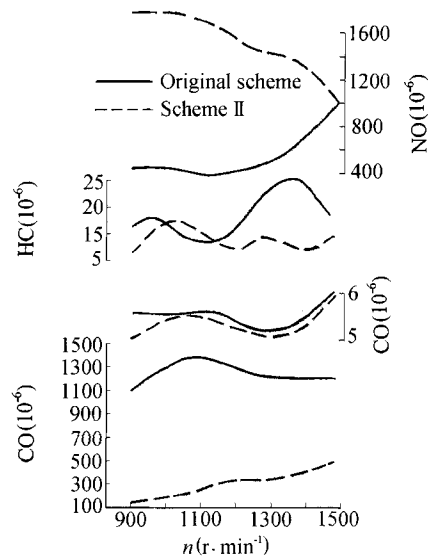 1600
1200
800
400
NO(10⁻⁶)
Original scheme
Scheme II
25
20
15
5
HC(10⁻⁶)
6
5
CO(10⁻⁶)
1500
1300
1100
900
700
500
300
100
CO(10⁻⁶)
900 1100 1300 1500
n(r·min⁻¹)